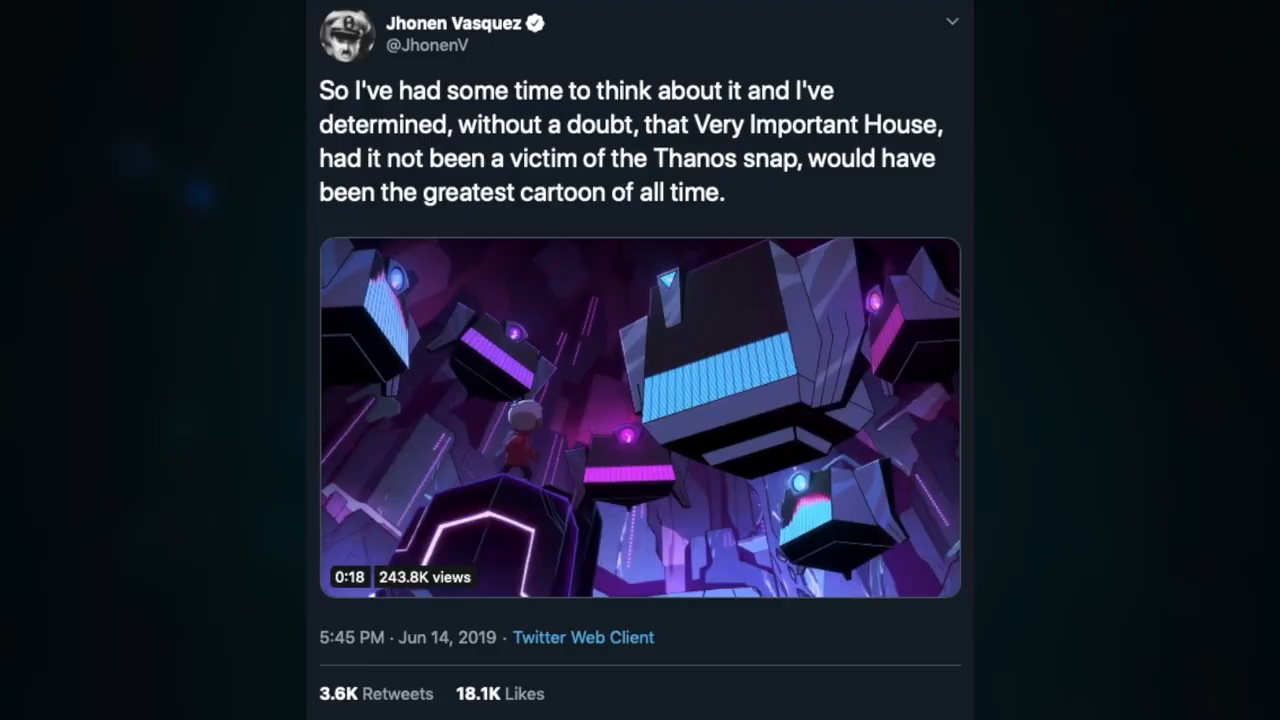 Jhonen Vasquez
@JhonenV
So I've had some time to think about it and I've
determined, without a doubt, that Very Important House,
had it not been a victim of the Thanos snap, would have
been the greatest cartoon of all time.
0:18 243.8K views
5:45 PM · Jun 14, 2019 · Twitter Web Client
3.6K Retweets 18.1K Likes